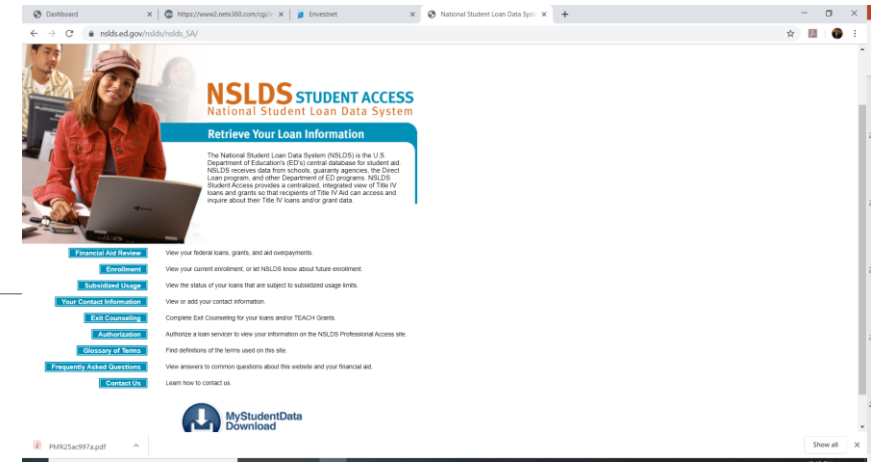 Dashboard
https://www2.netx360.com/cgi/
Envestnet
National Student Loan Data Syst
nslds.ed.gov/nslds/nslds_SA/
NSLDS STUDENT ACCESS
National Student Loan Data System
Retrieve Your Loan Information
The National Student Loan Data System (NSLDS) is the U.S.
Department of Education's (ED's) central database for student aid.
NSLDS receives data from schools, guaranty agencies, the Direct
Loan program, and other Department of ED programs. NSLDS
Student Access provides a centralized, integrated view of Title IV
loans and grants so that recipients of Title IV Aid can access and
inquire about their Title IV loans and/or grant data.
Financial Aid Review View your federal loans, grants, and aid overpayments.
Enrollment View your current enrollment, or let NSLDS know about future enrollment.
Subsidized Usage View the status of your loans that are subject to subsidized usage limits.
Your Contact Information View or add your contact information.
Exit Counseling Complete Exit Counseling for your loans and/or TEACH Grants.
Authorization Authorize a loan servicer to view your information on the NSLDS Professional Access site.
Glossary of Terms Find definitions of the terms used on this site.
Frequently Asked Questions View answers to common questions about this website and your financial aid.
Contact Us Learn how to contact us.
MyStudentData
Download
PMR25ac997a.pdf
Show all